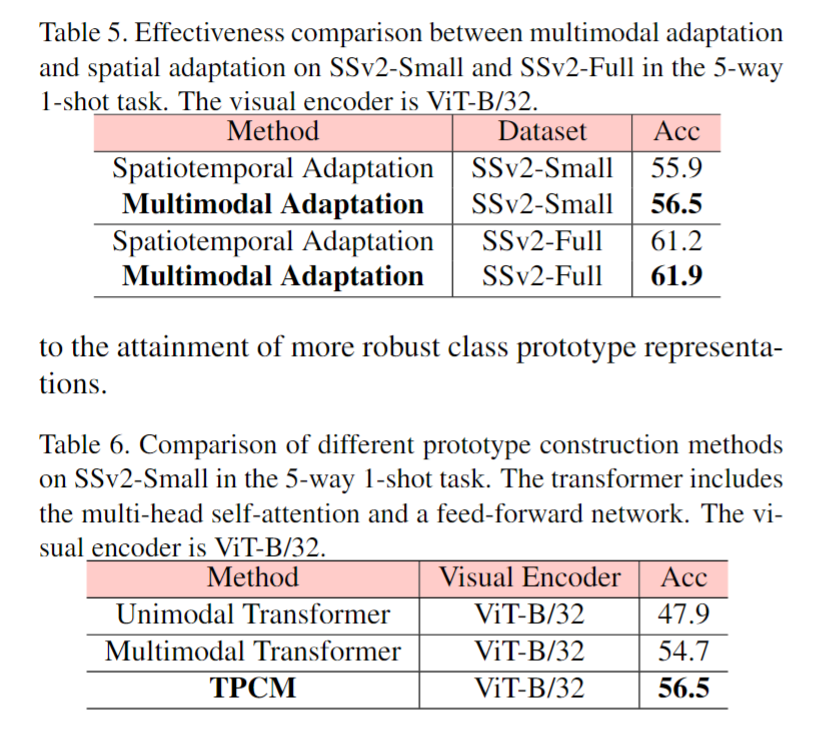 Table 5. Effectiveness comparison between multimodal adaptation
and spatial adaptation on SSv2-Small and SSv2-Full in the 5-way
1-shot task. The visual encoder is ViT-B/32.
Method Dataset Acc
Spatiotemporal Adaptation SSv2-Small 55.9
Multimodal Adaptation SSv2-Small 56.5
Spatiotemporal Adaptation SSv2-Full 61.2
Multimodal Adaptation SSv2-Full 61.9
to the attainment of more robust class prototype representa-
tions.
Table 6. Comparison of different prototype construction methods
on SSv2-Small in the 5-way 1-shot task. The transformer includes
the multi-head self-attention and a feed-forward network. The vi-
sual encoder is ViT-B/32.
Method Visual Encoder Acc
Unimodal Transformer ViT-B/32 47.9
Multimodal Transformer ViT-B/32 54.7
TPCM ViT-B/32 56.5